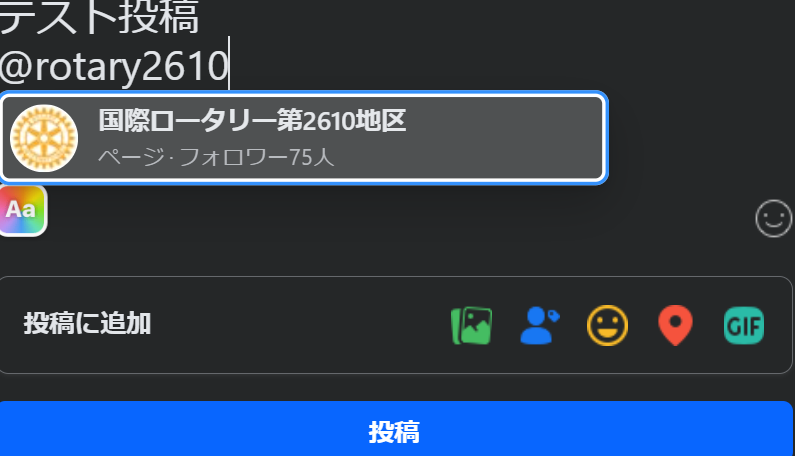 テスト投稿
@rotary2610
国際ロータリー第2610地区
ページ · フォロワー75人
Aa
投稿に追加
GIF
投稿